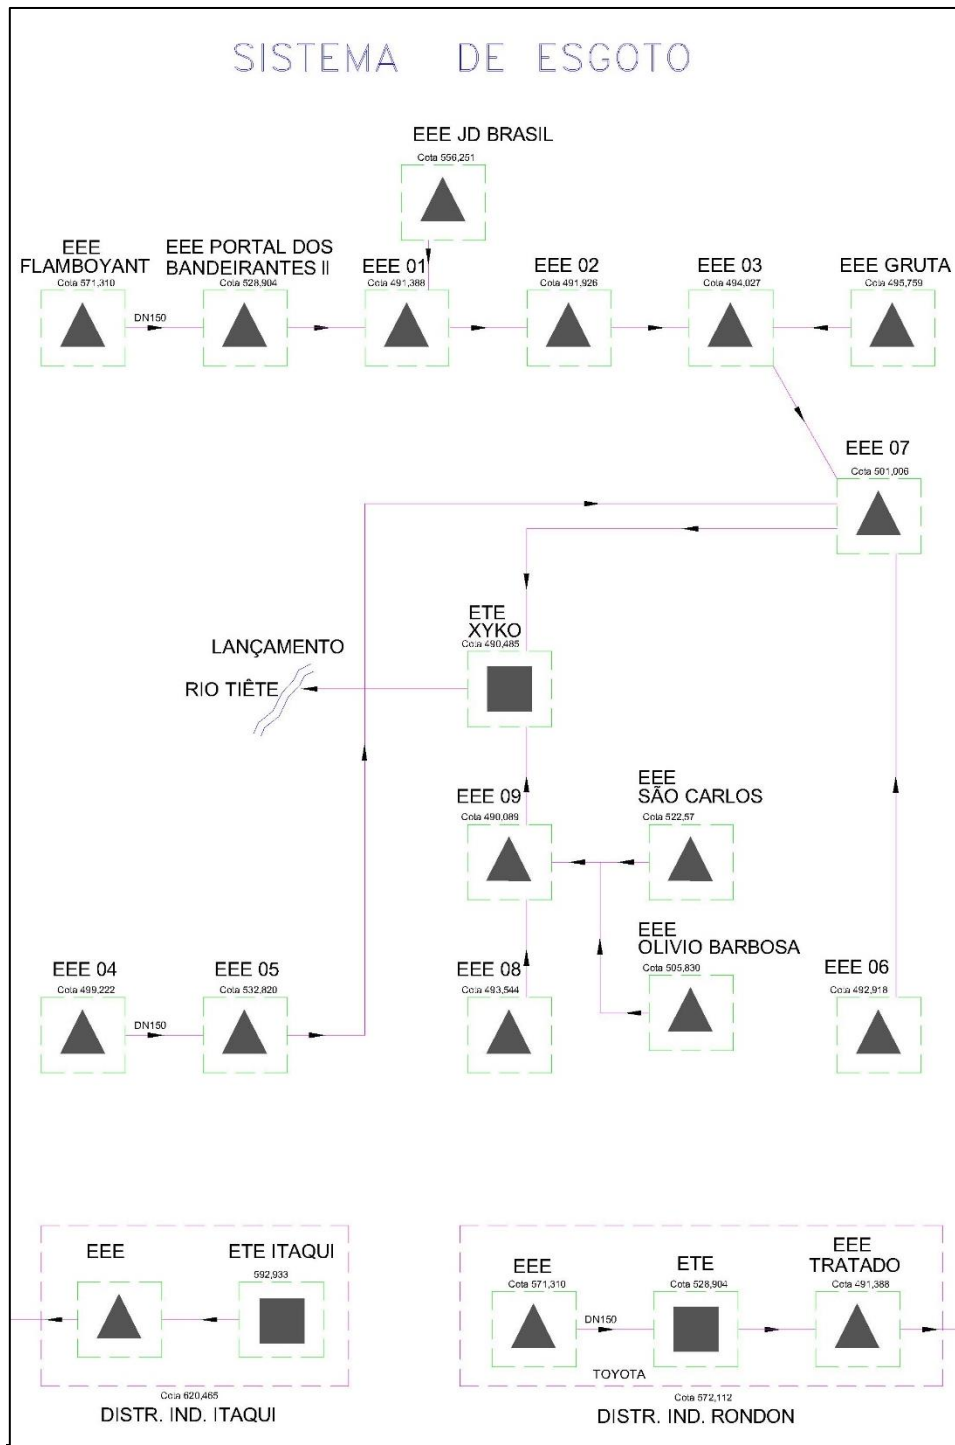 SISTEMA DE ESGOTO
EEE JD BRASIL
Cota 556,251
EEE
FLAMBOYANT
Cota 571,310
DN150
EEE PORTAL DOS
BANDEIRANTES II
Cota 528,904
EEE 01
Cota 491,388
EEE 02
Cota 491,926
EEE 03
Cota 494,027
EEE GRUTA
Cota 495,759
EEE 07
Cota 501,006
ETE
XYKO
Cota 490,485
LANÇAMENTO
RIO TIÊTE
EEE 09
Cota 490,089
EEE
SÃO CARLOS
Cota 522,57
EEE
OLIVIO BARBOSA
Cota 505,830
EEE 04
Cota 499,222
DN150
EEE 05
Cota 532,820
EEE 08
Cota 493,544
EEE 06
Cota 492,918
EEE
ETE ITAQUI
592,933
Cota 620,465
DISTR. IND. ITAQUI
EEE
Cota 571,310
DN150
ETE
Cota 528,904
EEE
TRATADO
Cota 491,388
TOYOTA
Cota 572,112
DISTR. IND. RONDON